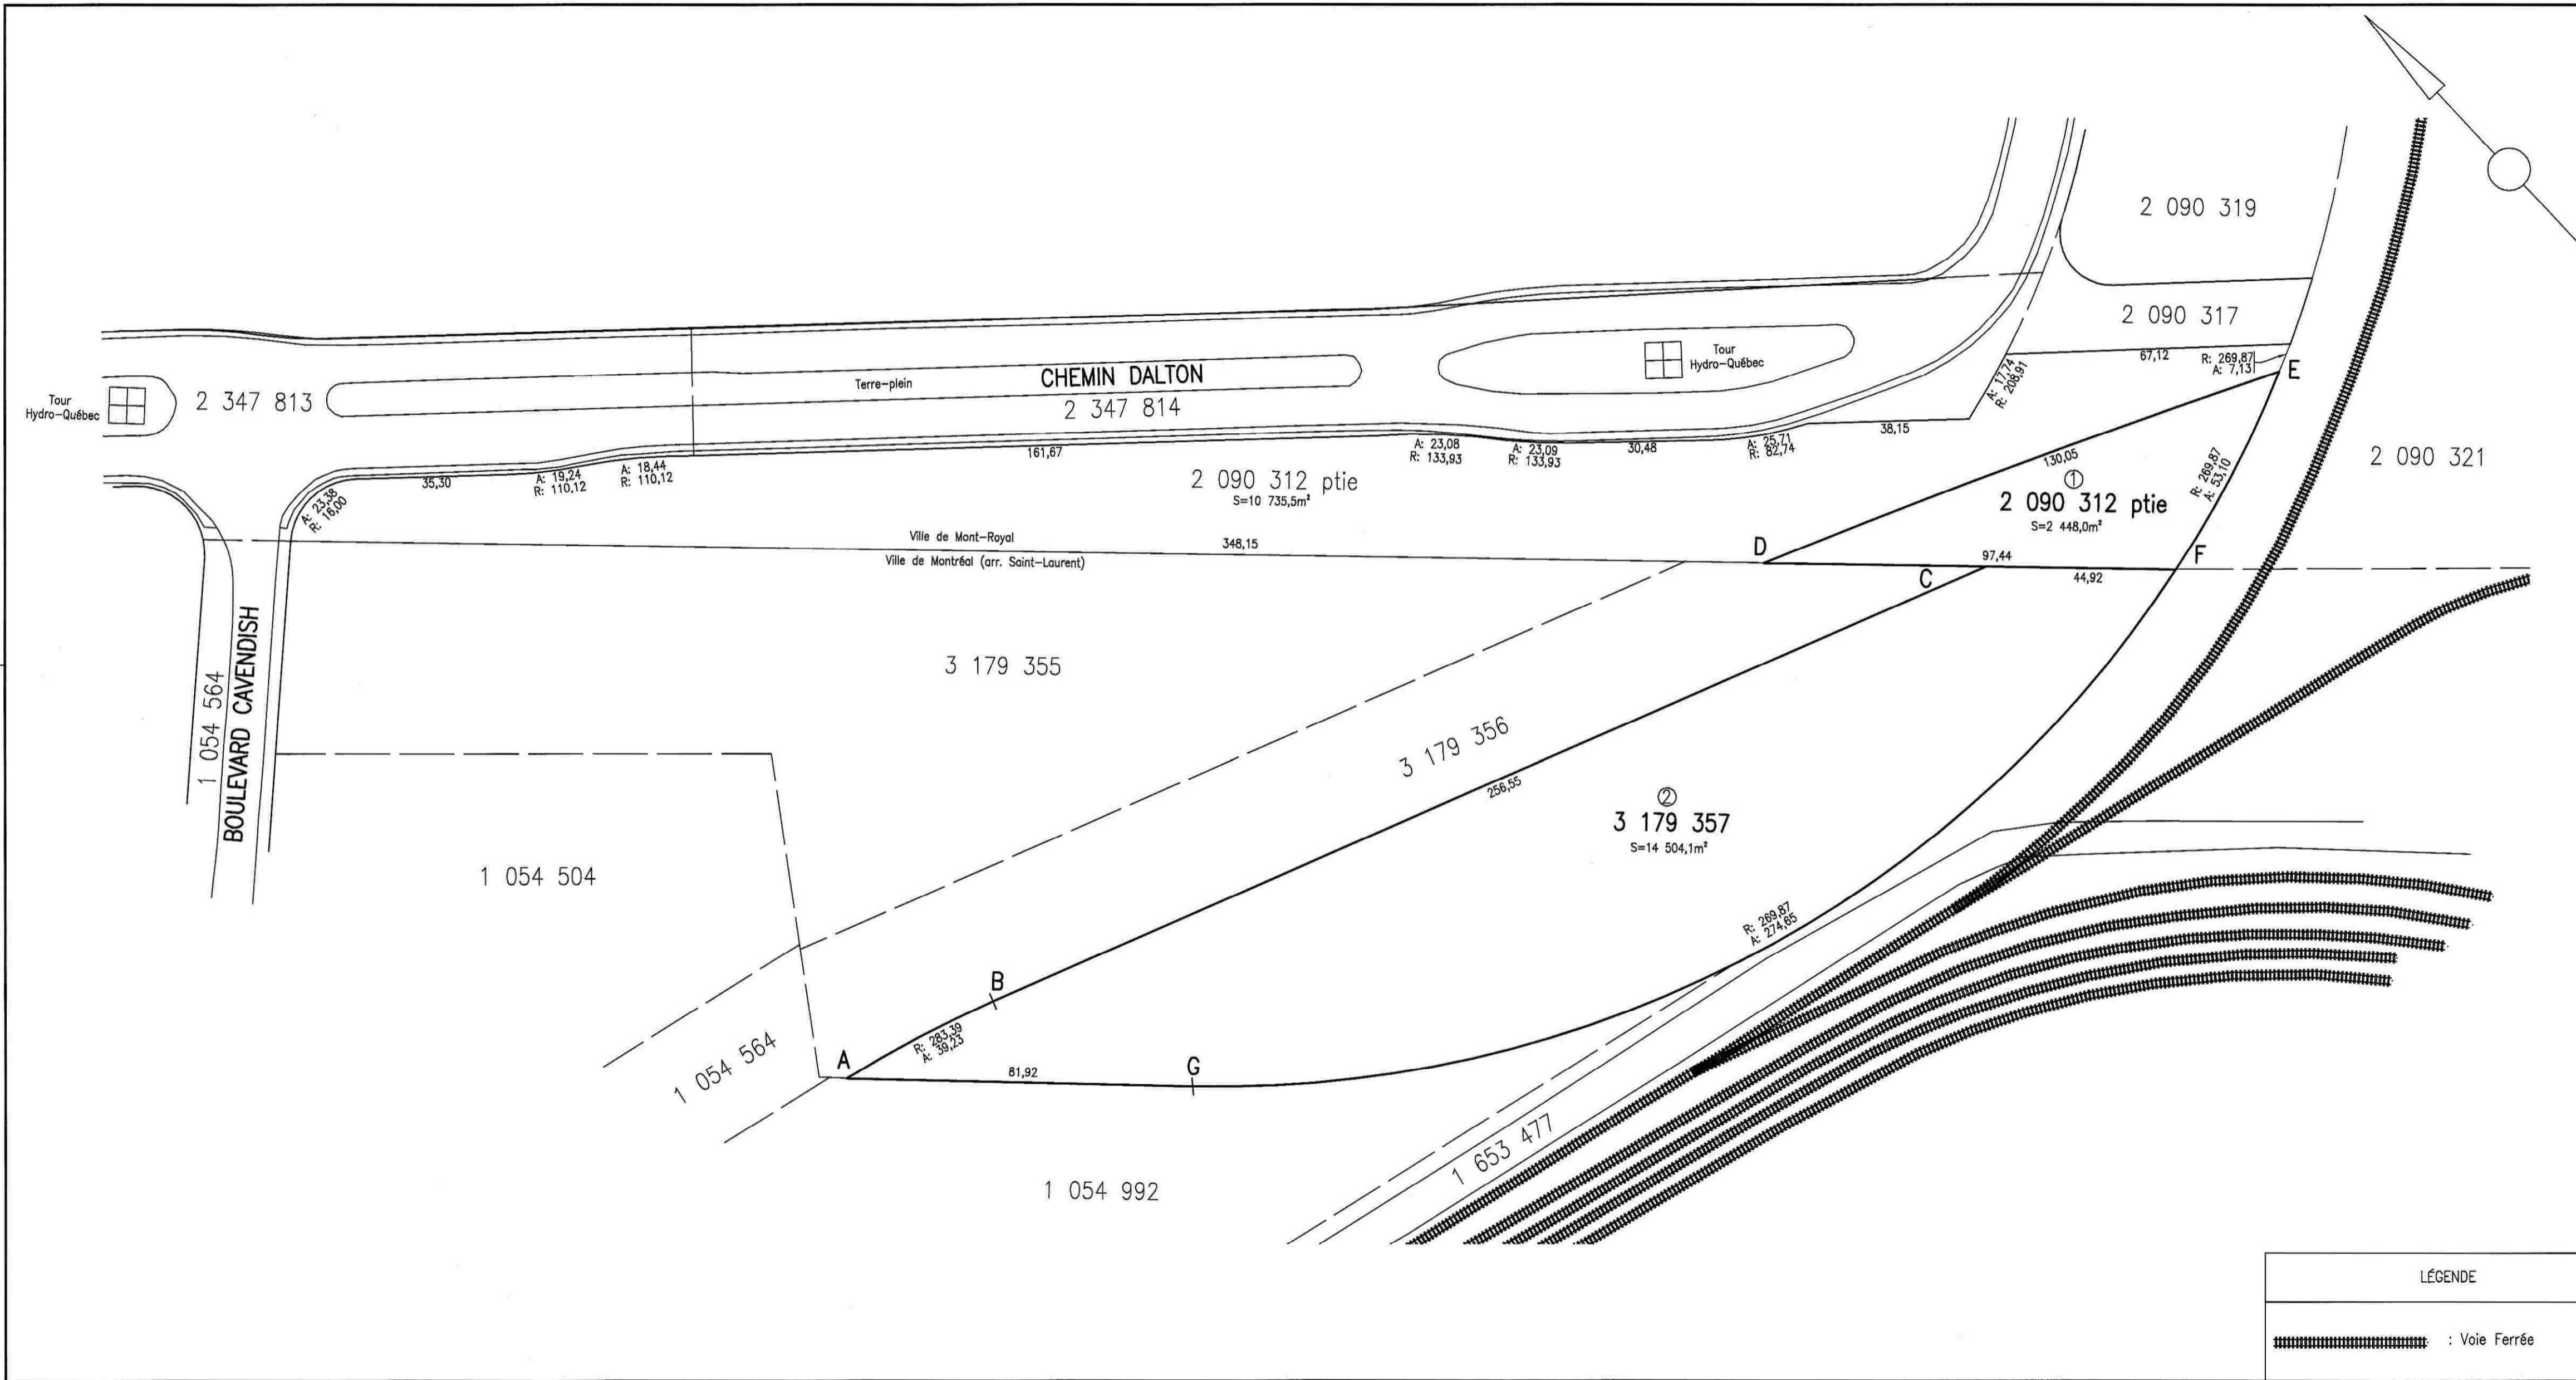 2 090 319
2 090 317
67,12
R: 269,87
A: 7,13
E
A: 17,74
R: 208,91
Tour
Hydro-Québec
2 347 813
Terre-plein
CHEMIN DALTON
2 347 814
Tour
Hydro-Québec
A: 23,38
R: 16,00
35,30
A: 19,24
R: 110,12
A: 18,44
R: 110,12
161,67
A: 23,08
R: 133,93
A: 23,09
R: 133,93
30,48
A: 25,71
R: 82,74
38,15
2 090 312 ptie
S=10 735,5m²
130,05
1
2 090 312 ptie
S=2 448,0m²
R: 269,87
A: 53,10
2 090 321
Ville de Mont-Royal
Ville de Montréal (arr. Saint-Laurent)
348,15
D
97,44
C
44,92
F
1 054 564
BOULEVARD CAVENDISH
3 179 355
3 179 356
256,55
2
3 179 357
S=14 504,1m²
1 054 504
R: 269,87
A: 274,65
B
R: 283,39
A: 39,23
A
81,92
G
1 054 564
1 653 477
1 054 992
LÉGENDE
: Voie Ferrée